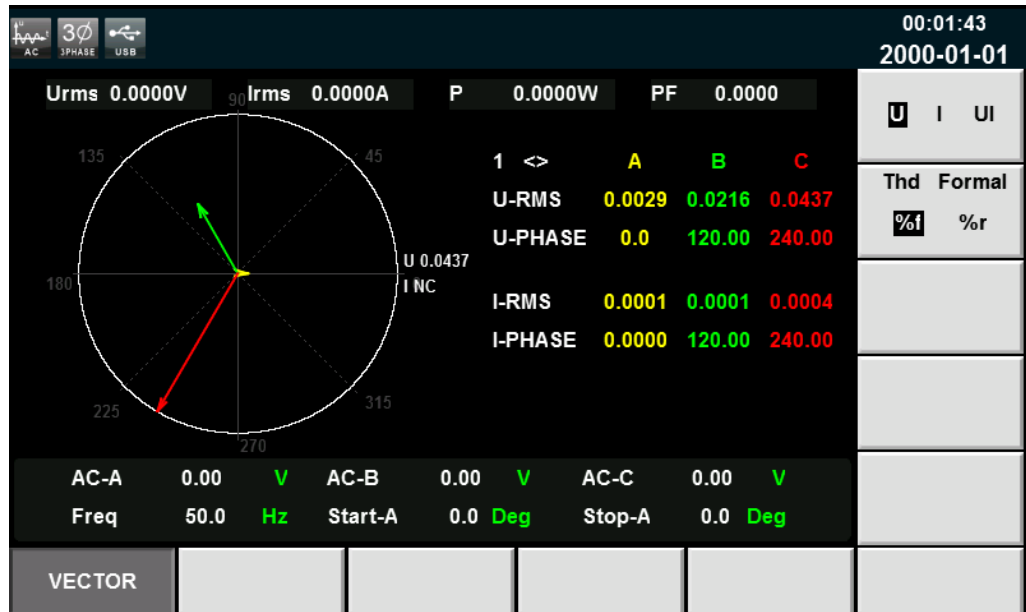 U
AC
3Ø
3PHASE
USB
00:01:43
2000-01-01
Urms 0.0000V Irms 0.0000A P 0.0000W PF 0.0000
U I UI
90
135
45
180
225
315
270
U 0.0437
I NC
1 <> A B C
U-RMS 0.0029 0.0216 0.0437
U-PHASE 0.0 120.00 240.00
I-RMS 0.0001 0.0001 0.0004
I-PHASE 0.0000 120.00 240.00
Thd Formal
%f %r
AC-A 0.00 V AC-B 0.00 V AC-C 0.00 V
Freq 50.0 Hz Start-A 0.0 Deg Stop-A 0.0 Deg
VECTOR